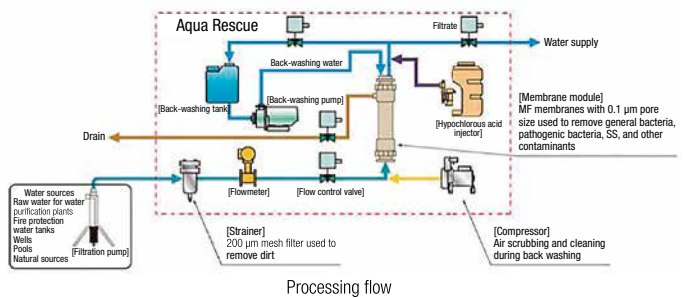 Aqua Rescue
Filtrate
Water supply
Back-washing water
[Back-washing tank]
[Back-washing pump]
[Hypochlorous acid
injector]
[Membrane module]
MF membranes with 0.1 µm pore
size used to remove general bacteria,
pathogenic bacteria, SS, and other
contaminants
Drain
[Flowmeter]
[Flow control valve]
Water sources
Raw water for water
purification plants
Fire protection
water tanks
Wells
Pools
Natural sources
[Filtration pump]
[Strainer]
200 µm mesh filter used to
remove dirt
[Compressor]
Air scrubbing and cleaning
during back washing
Processing flow